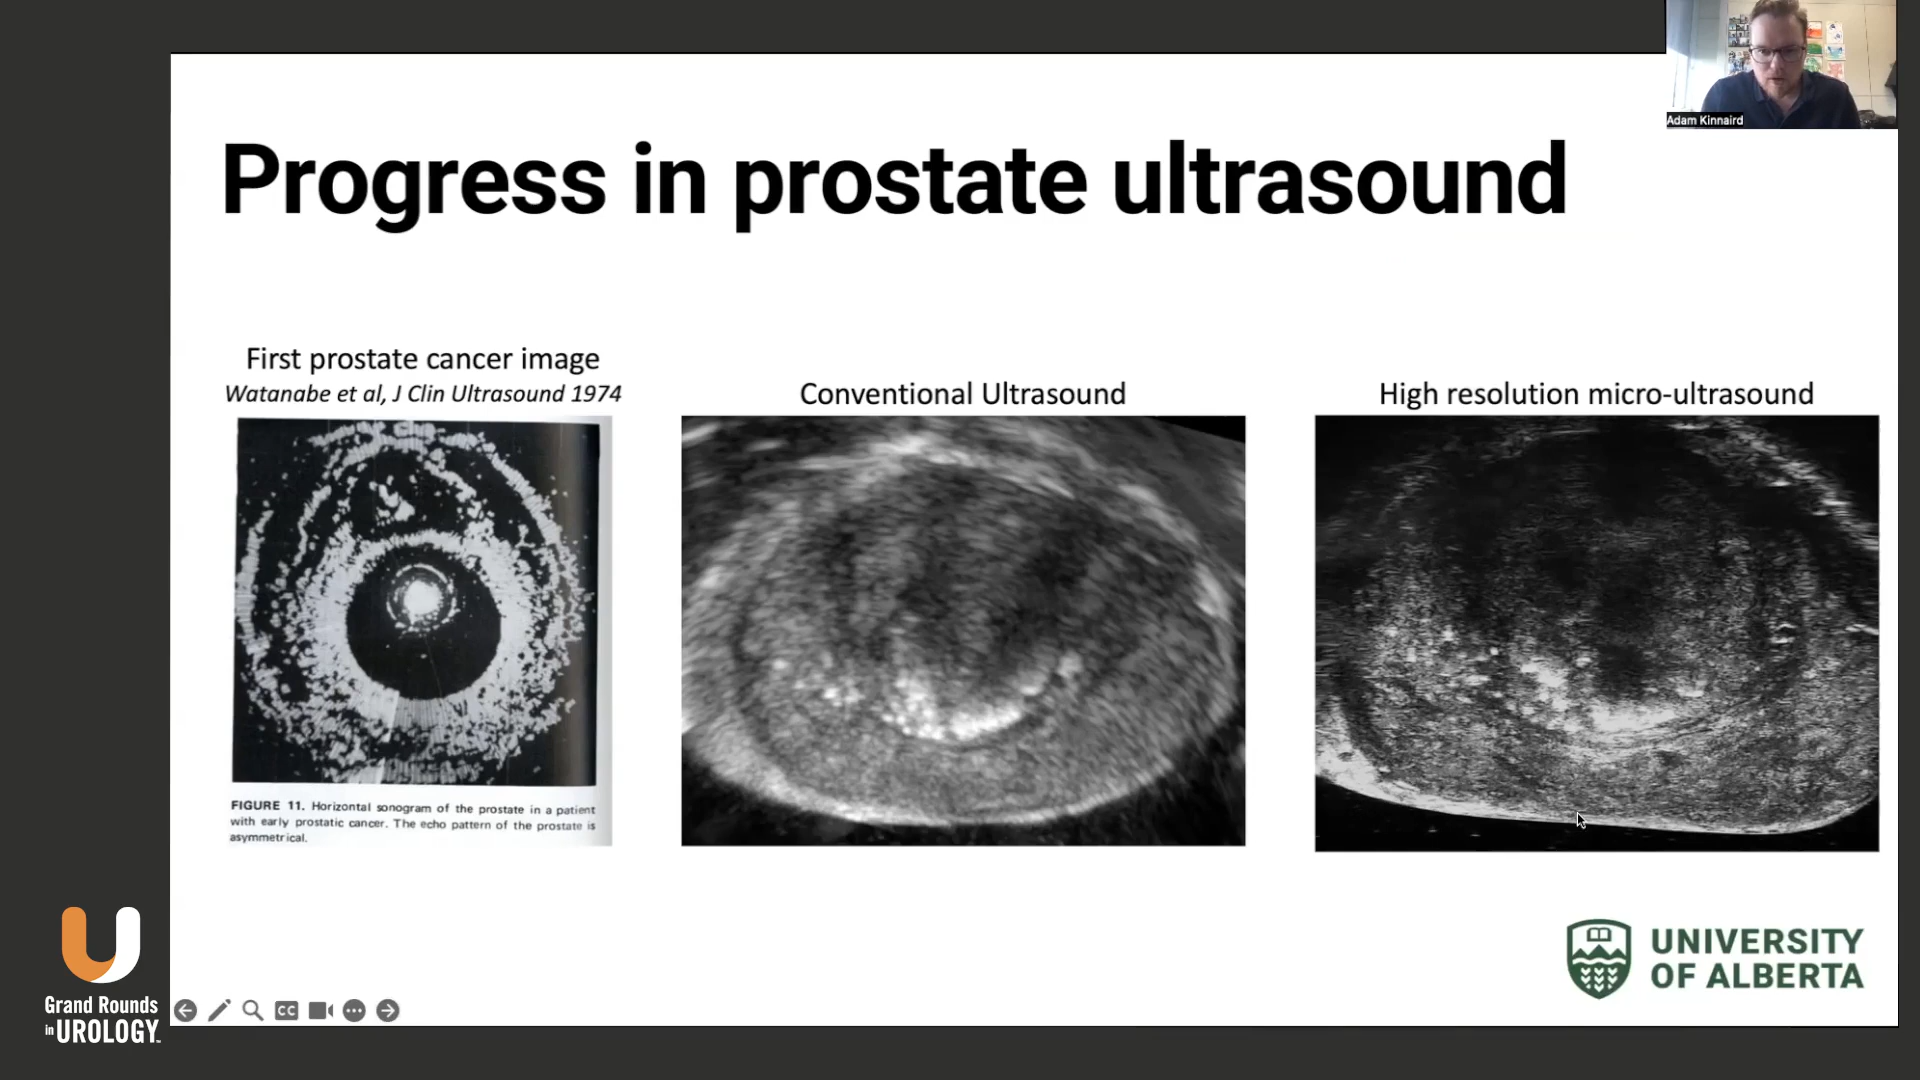 Adam Kinnaird
Progress in prostate ultrasound
First prostate cancer image
Watanabe et al, J Clin Ultrasound 1974
Conventional Ultrasound
High resolution micro-ultrasound
FIGURE 11. Horizontal sonogram of the prostate in a patient
with early prostatic cancer. The echo pattern of the prostate is
asymmetrical.
UNIVERSITY
OF ALBERTA
Grand Rounds
in UROLOGY™
CC